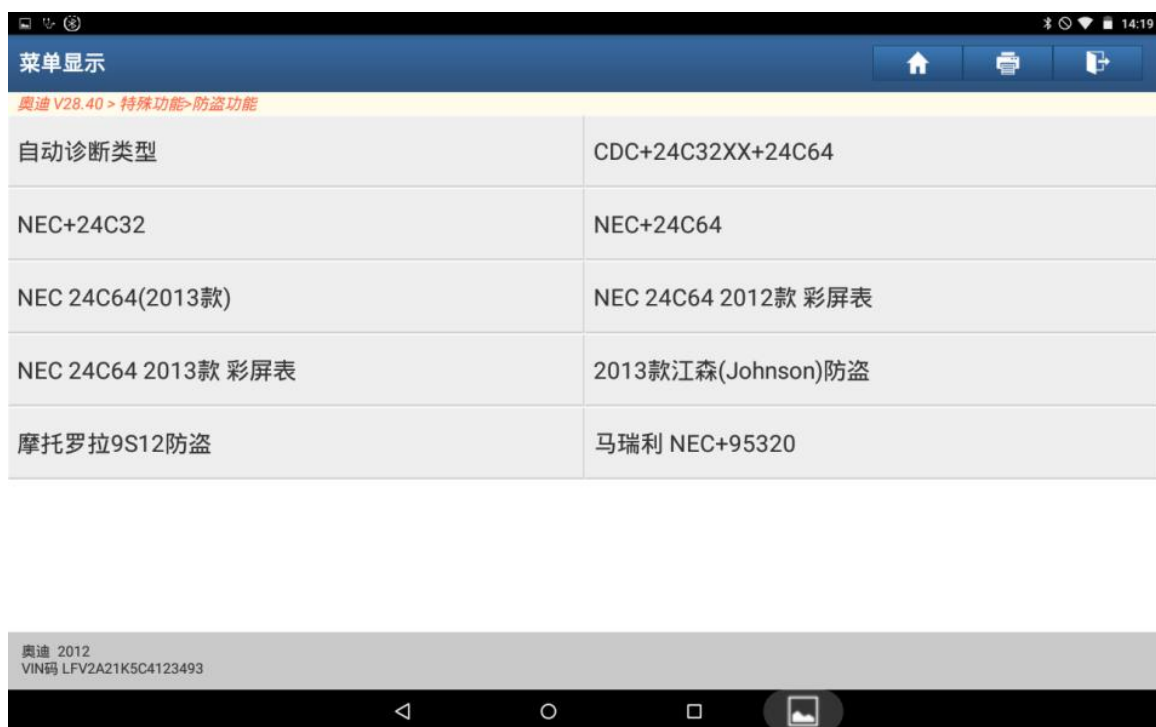 14:19
菜单显示
奥迪 V28.40 > 特殊功能>防盗功能
自动诊断类型
CDC+24C32XX+24C64
NEC+24C32
NEC+24C64
NEC 24C64(2013款)
NEC 24C64 2012款 彩屏表
NEC 24C64 2013款 彩屏表
2013款江森(Johnson)防盗
摩托罗拉9S12防盗
马瑞利 NEC+95320
奥迪 2012
VIN码 LFV2A21K5C4123493